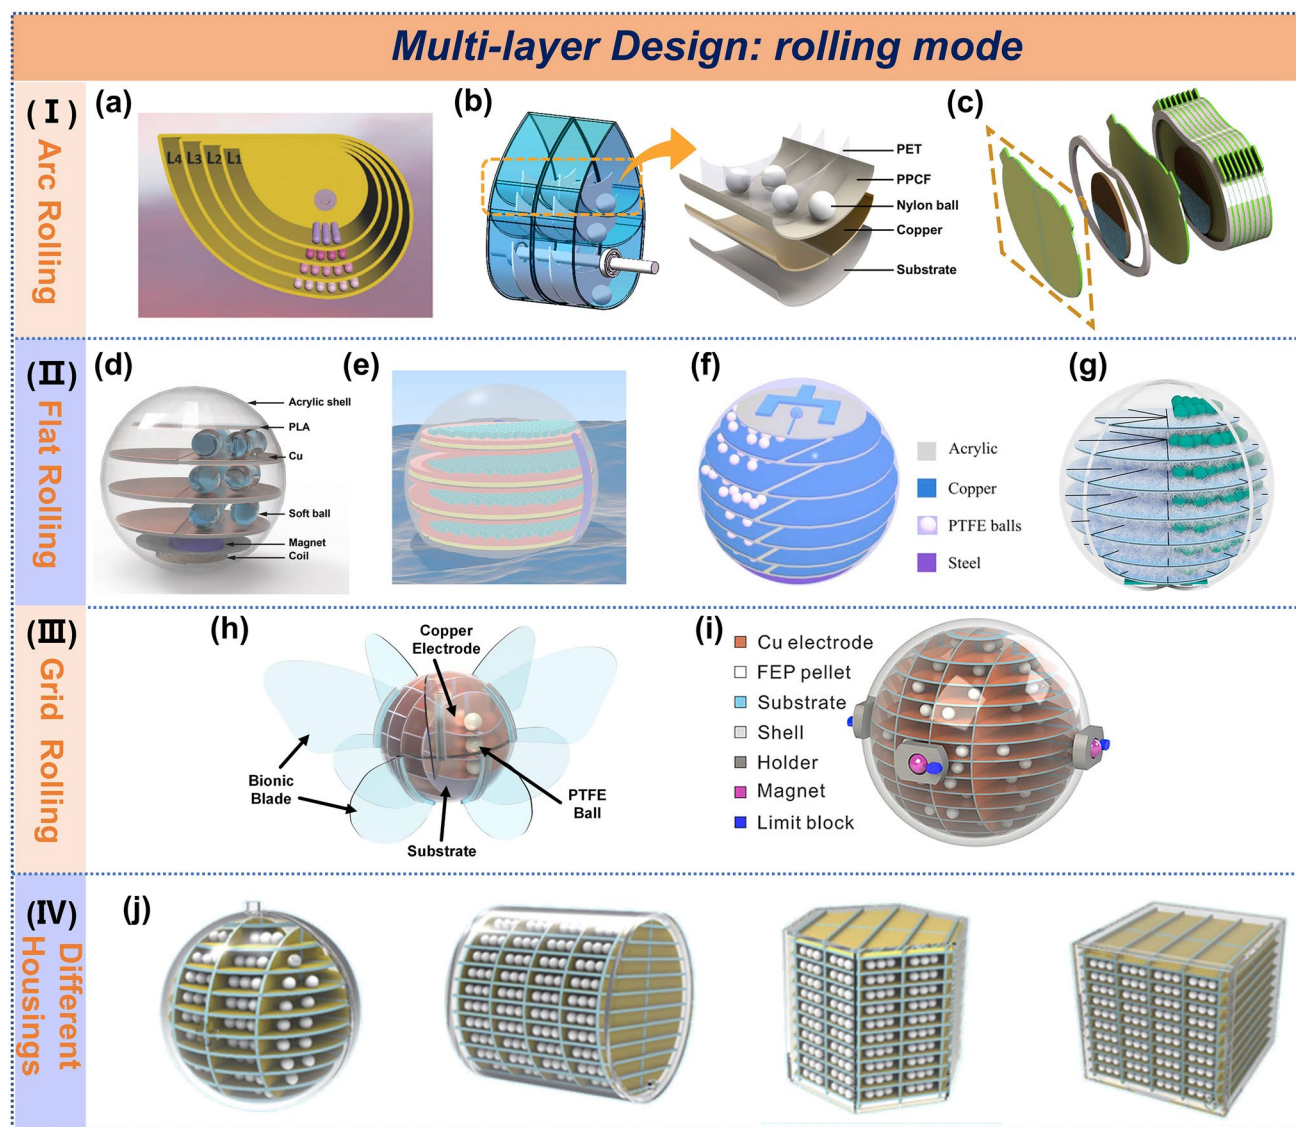 Multi-layer Design: rolling mode
(Ⅰ)
Arc Rolling
(a)
L4 L3 L2 L1
(b)
PET
PPCF
Nylon ball
Copper
Substrate
(c)
(Ⅱ)
Flat Rolling
(d)
Acrylic shell
PLA
Cu
Soft ball
Magnet
Coil
(e)
(f)
Acrylic
Copper
PTFE balls
Steel
(g)
(Ⅲ)
Grid Rolling
(h)
Copper
Electrode
Bionic
Blade
PTFE
Ball
Substrate
(i)
Cu electrode
FEP pellet
Substrate
Shell
Holder
Magnet
Limit block
(Ⅳ)
Different
Housings
(j)